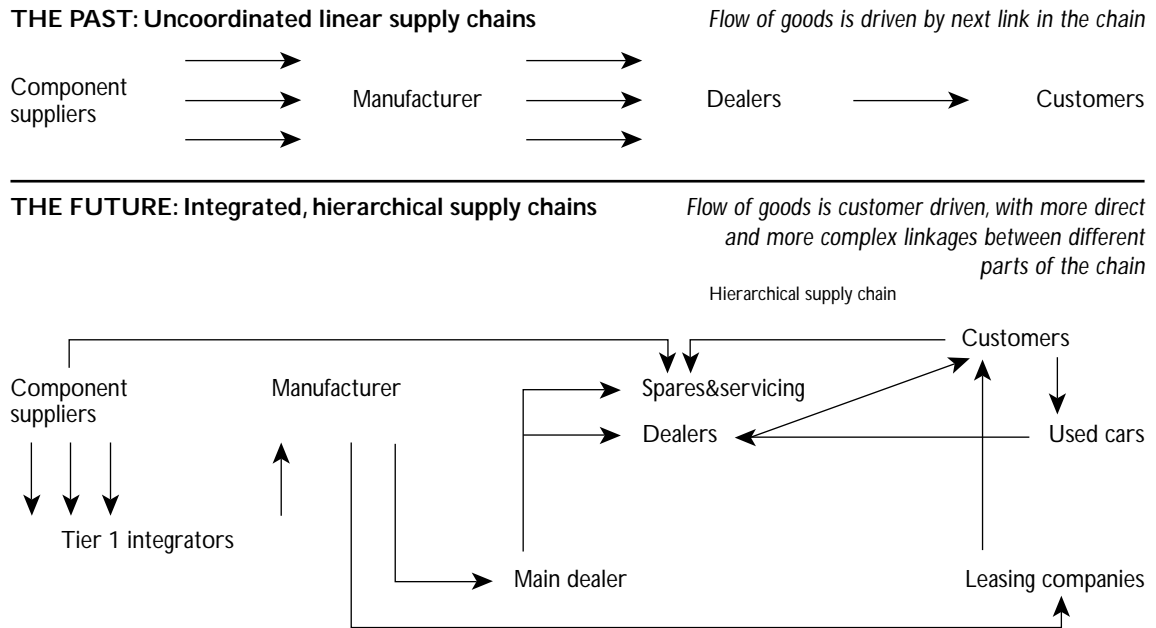 THE PAST: Uncoordinated linear supply chains
Flow of goods is driven by next link in the chain
Component
suppliers
Manufacturer
Dealers
Customers
THE FUTURE: Integrated, hierarchical supply chains
Flow of goods is customer driven, with more direct
and more complex linkages between different
parts of the chain
Hierarchical supply chain
Customers
Component
suppliers
Manufacturer
Spares&servicing
Dealers
Used cars
Tier 1 integrators
Main dealer
Leasing companies